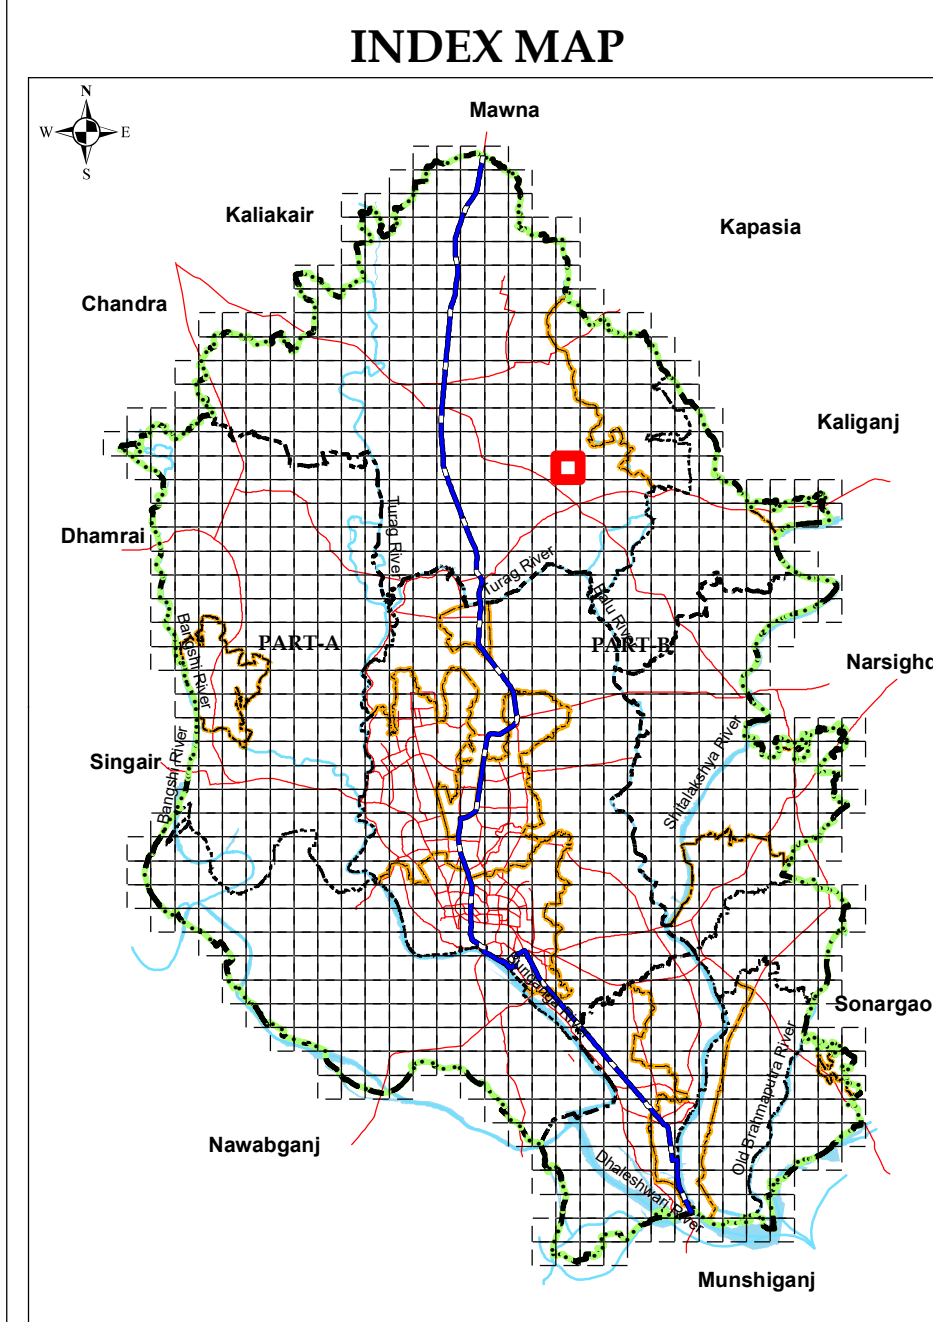 INDEX MAP
N
W E
S
Mawna
Kaliakair
Kapasia
Chandra
Kaliganj
Dhamrai
Turag River
Turag River
Balu River
Bangshi River
PART-A
PART-B
Narsighd
Singair
Bangshi River
Shitalakshya River
Buriganga River
Sonargao
Old Brahmaputra River
Nawabganj
Dhaleshwari River
Munshiganj